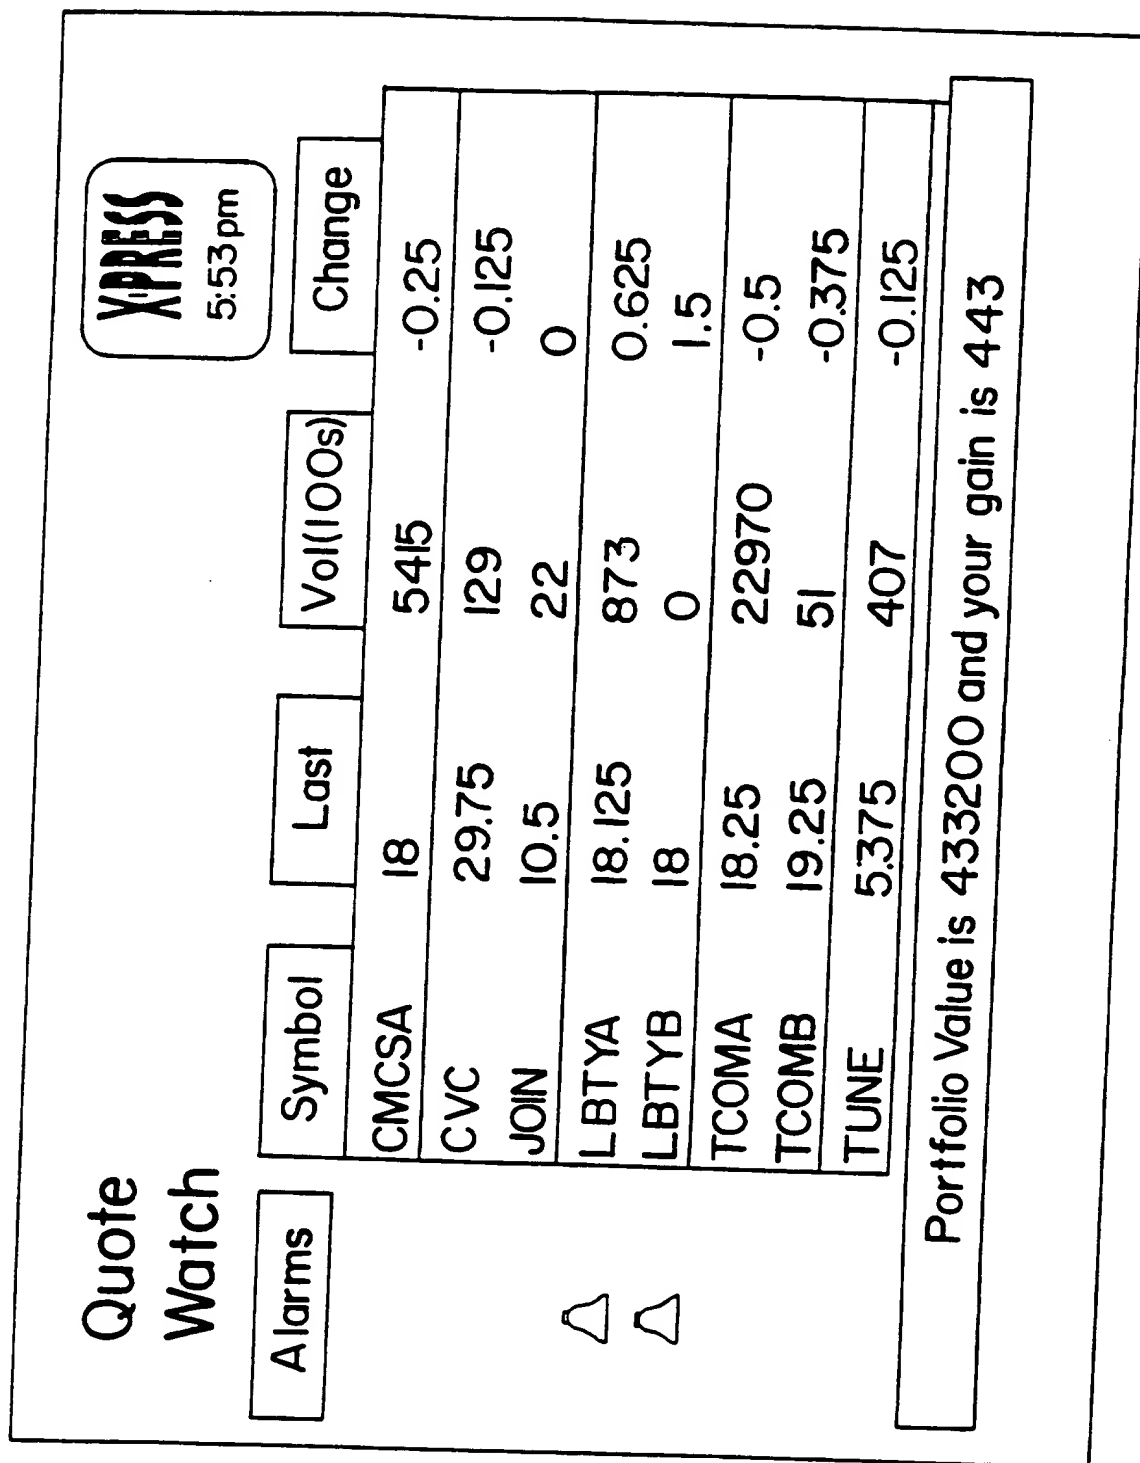 Quote
Watch
XPRESS
5:53pm
Alarms Symbol Last Vol(100s) Change
CMCSA 18 5415 -0.25
CVC 29.75 129 -0.125
JOIN 10.5 22 0
LBTYA 18.125 873 0.625
LBTYB 18 0 1.5
TCOMA 18.25 22970 -0.5
TCOMB 19.25 51 -0.375
TUNE 5.375 407 -0.125
Portfolio Value is 433200 and your gain is 443